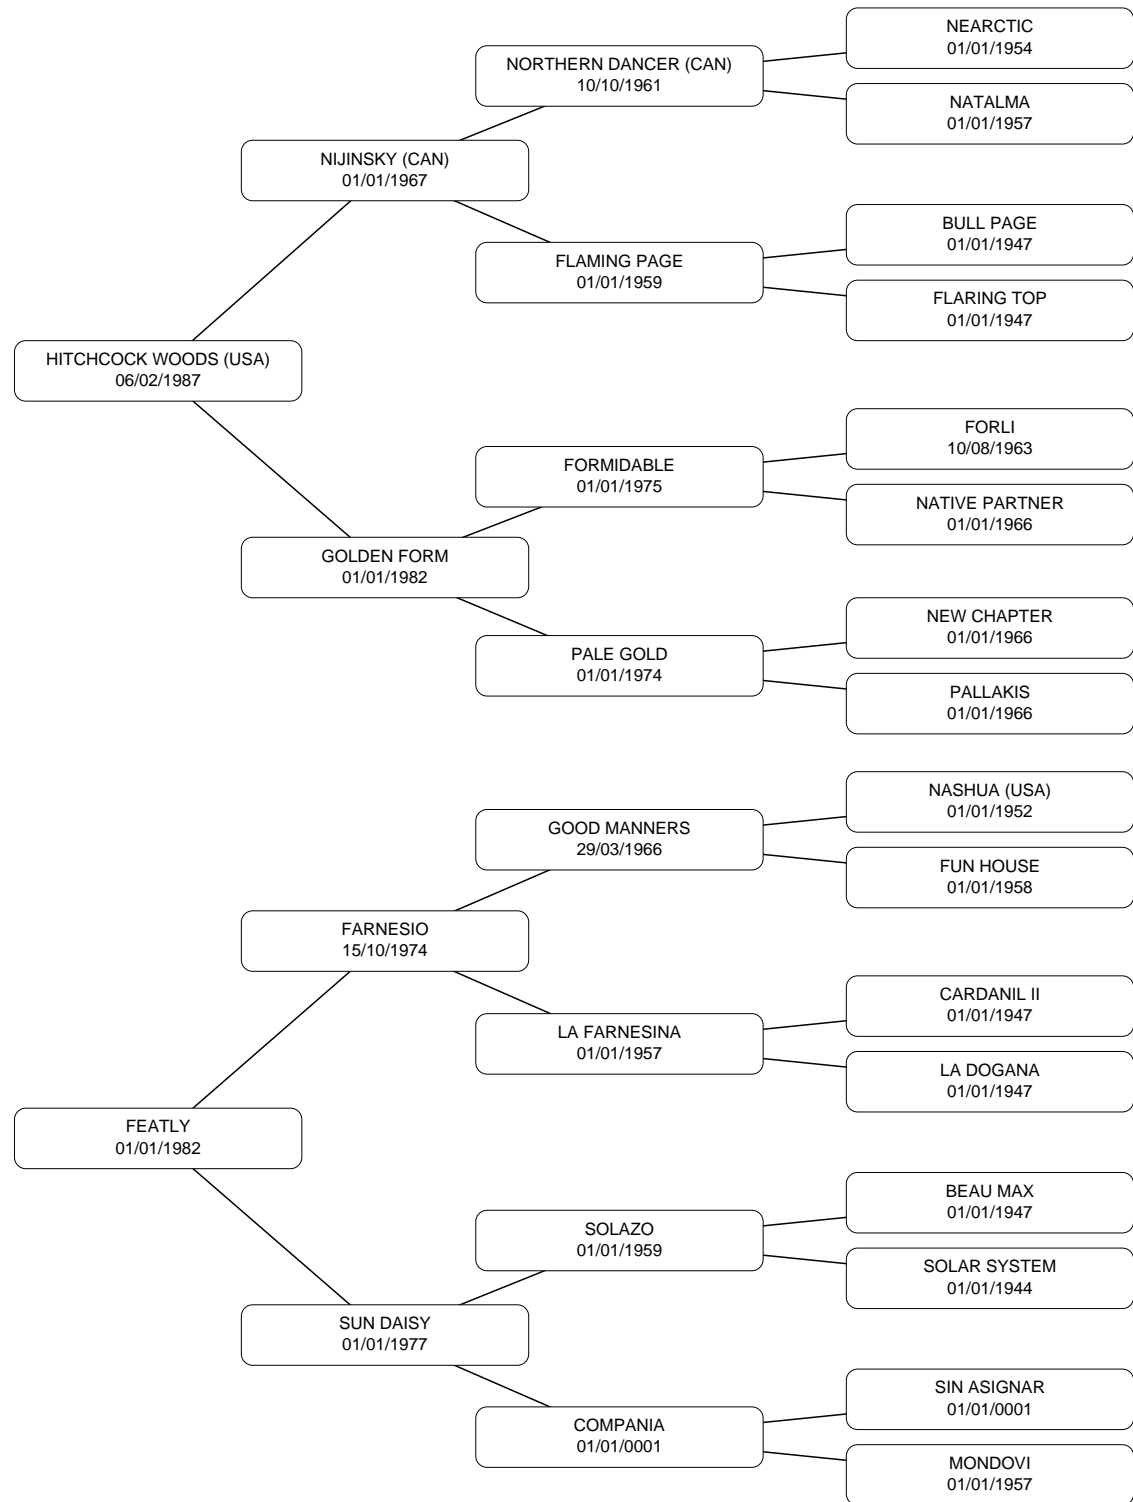 NEARCTIC
01/01/1954
NORTHERN DANCER (CAN)
10/10/1961
NATALMA
01/01/1957
NIJINSKY (CAN)
01/01/1967
BULL PAGE
01/01/1947
FLAMING PAGE
01/01/1959
FLARING TOP
01/01/1947
HITCHCOCK WOODS (USA)
06/02/1987
FORLI
10/08/1963
FORMIDABLE
01/01/1975
NATIVE PARTNER
01/01/1966
GOLDEN FORM
01/01/1982
NEW CHAPTER
01/01/1966
PALE GOLD
01/01/1974
PALLAKIS
01/01/1966
NASHUA (USA)
01/01/1952
GOOD MANNERS
29/03/1966
FUN HOUSE
01/01/1958
FARNESIO
15/10/1974
CARDANIL II
01/01/1947
LA FARNESINA
01/01/1957
LA DOGANA
01/01/1947
FEATLY
01/01/1982
BEAU MAX
01/01/1947
SOLAZO
01/01/1959
SOLAR SYSTEM
01/01/1944
SUN DAISY
01/01/1977
SIN ASIGNAR
01/01/0001
COMPANIA
01/01/0001
MONDOVI
01/01/1957